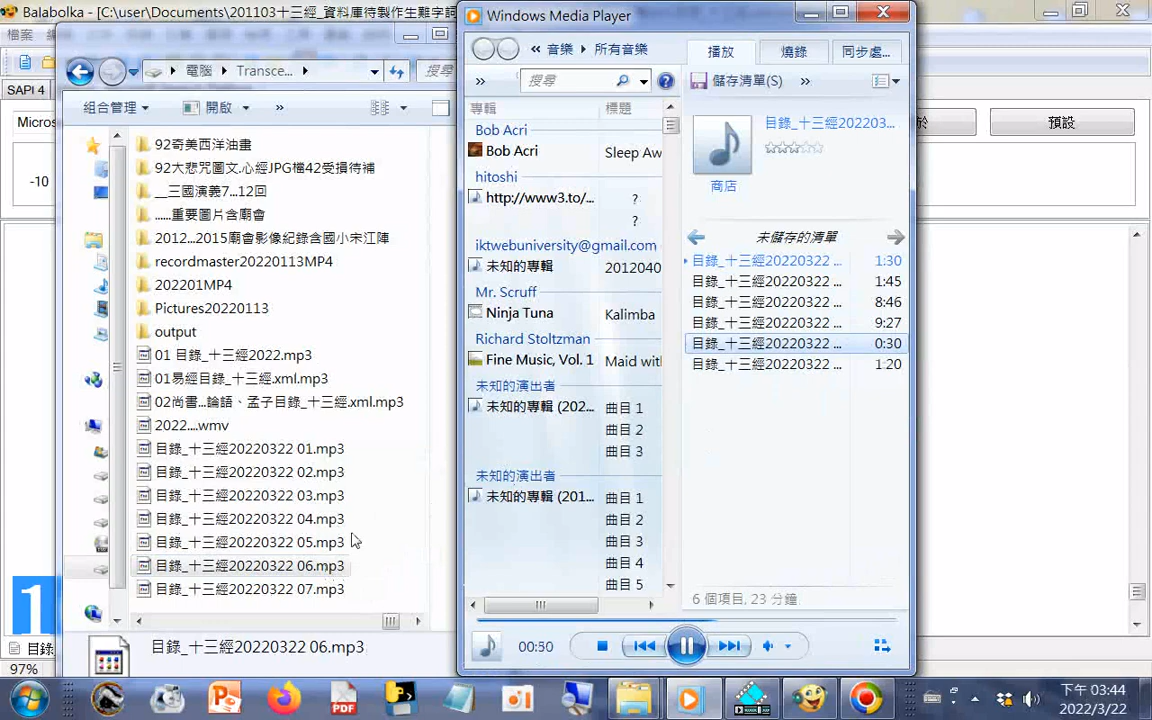 Balabolka - [C:\user\Documents\201103十三經_資料庫待製作生難字詞
檔案
SAPI 4
Micros
-10
於
預設
1
目錄
97%
電腦
Transce...
搜尋
組合管理
開啟
»
92奇美西洋油畫
92大悲咒圖文.心經JPG檔42受損待補
__三國演義7...12回
......重要圖片含廟會
2012...2015廟會影像紀錄含國小宋江陣
recordmaster20220113MP4
202201MP4
Pictures20220113
output
01 目錄_十三經2022.mp3
01易經目錄_十三經.xml.mp3
02尚書...論語、孟子目錄_十三經.xml.mp3
2022....wmv
目錄_十三經20220322 01.mp3
目錄_十三經20220322 02.mp3
目錄_十三經20220322 03.mp3
目錄_十三經20220322 04.mp3
目錄_十三經20220322 05.mp3
目錄_十三經20220322 06.mp3
目錄_十三經20220322 07.mp3
目錄_十三經20220322 06.mp3
Windows Media Player
« 音樂 所有音樂
播放 燒錄 同步處...
» 搜尋
儲存清單(S) »
專輯 標題
Bob Acri
Bob Acri Sleep Aw
hitoshi
http://www3.to/... ?
?
iktwebuniversity@gmail.com
未知的專輯 2012040
Mr. Scruff
Ninja Tuna Kalimba
Richard Stoltzman
Fine Music, Vol. 1 Maid with
未知的演出者
未知的專輯 (202... 曲目 1
曲目 2
曲目 3
未知的演出者
未知的專輯 (201... 曲目 1
曲目 2
曲目 3
曲目 4
曲目 5
目錄_十三經202203...
商店
未儲存的清單
目錄_十三經20220322 ... 1:30
目錄_十三經20220322 ... 1:45
目錄_十三經20220322 ... 8:46
目錄_十三經20220322 ... 9:27
目錄_十三經20220322 ... 0:30
目錄_十三經20220322 ... 1:20
6 個項目, 23 分鐘
00:50
PDF
下午 03:44
2022/3/22